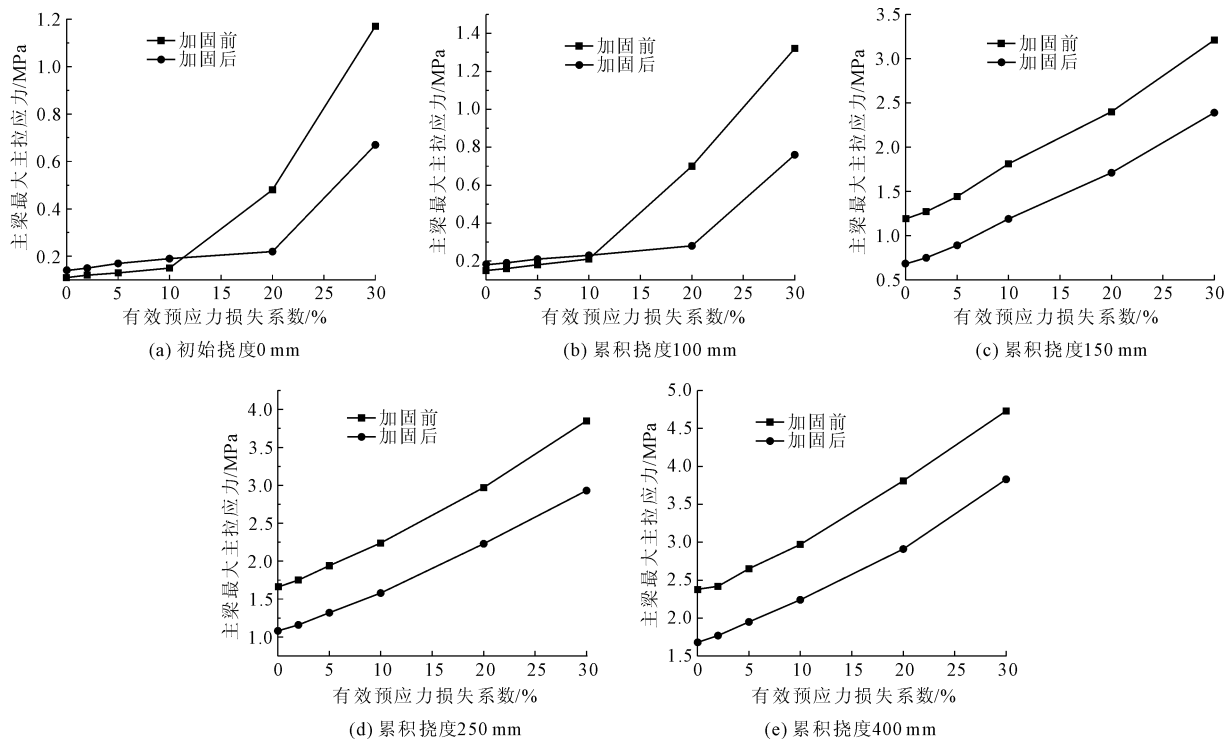 主梁最大主拉应力/MPa
1.2
1.0
0.8
0.6
0.4
0.2
加固前
加固后
0 5 10 15 20 25 30
有效预应力损失系数/%
(a) 初始挠度0 mm
主梁最大主拉应力/MPa
1.4
1.2
1.0
0.8
0.6
0.4
0.2
加固前
加固后
0 5 10 15 20 25 30
有效预应力损失系数/%
(b) 累积挠度100 mm
主梁最大主拉应力/MPa
3.5
3.0
2.5
2.0
1.5
1.0
0.5
加固前
加固后
0 5 10 15 20 25 30
有效预应力损失系数/%
(c) 累积挠度150 mm
主梁最大主拉应力/MPa
4.0
3.0
2.5
2.0
1.5
1.0
加固前
加固后
0 5 10 15 20 25 30
有效预应力损失系数/%
(d) 累积挠度250 mm
主梁最大主拉应力/MPa
5.0
4.5
4.0
3.5
3.0
2.5
2.0
1.5
加固前
加固后
0 5 10 15 20 25 30
有效预应力损失系数/%
(e) 累积挠度400 mm